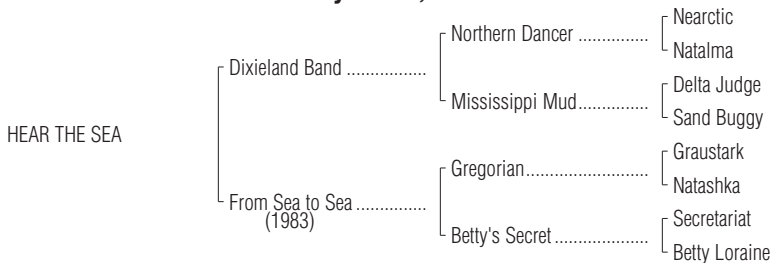 Nearctic
Northern Dancer ...............
Natalma
Dixieland Band .................
Delta Judge
Mississippi Mud...............
Sand Buggy
HEAR THE SEA
Graustark
Gregorian..........................
Natashka
From Sea to Sea ...............
(1983)
Secretariat
Betty's Secret ....................
Betty Loraine